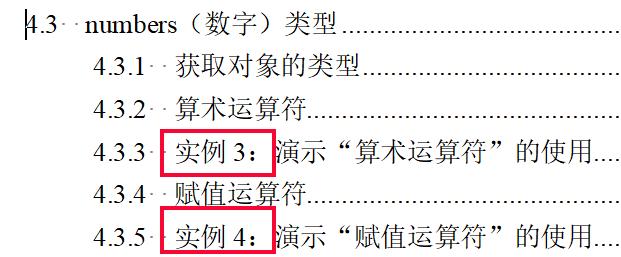 4.3 numbers（数字）类型........................................
4.3.1 获取对象的类型.....................................
4.3.2 算术运算符.............................................
4.3.3 实例 3：演示“算术运算符”的使用....
4.3.4 赋值运算符.............................................
4.3.5 实例 4：演示“赋值运算符”的使用....